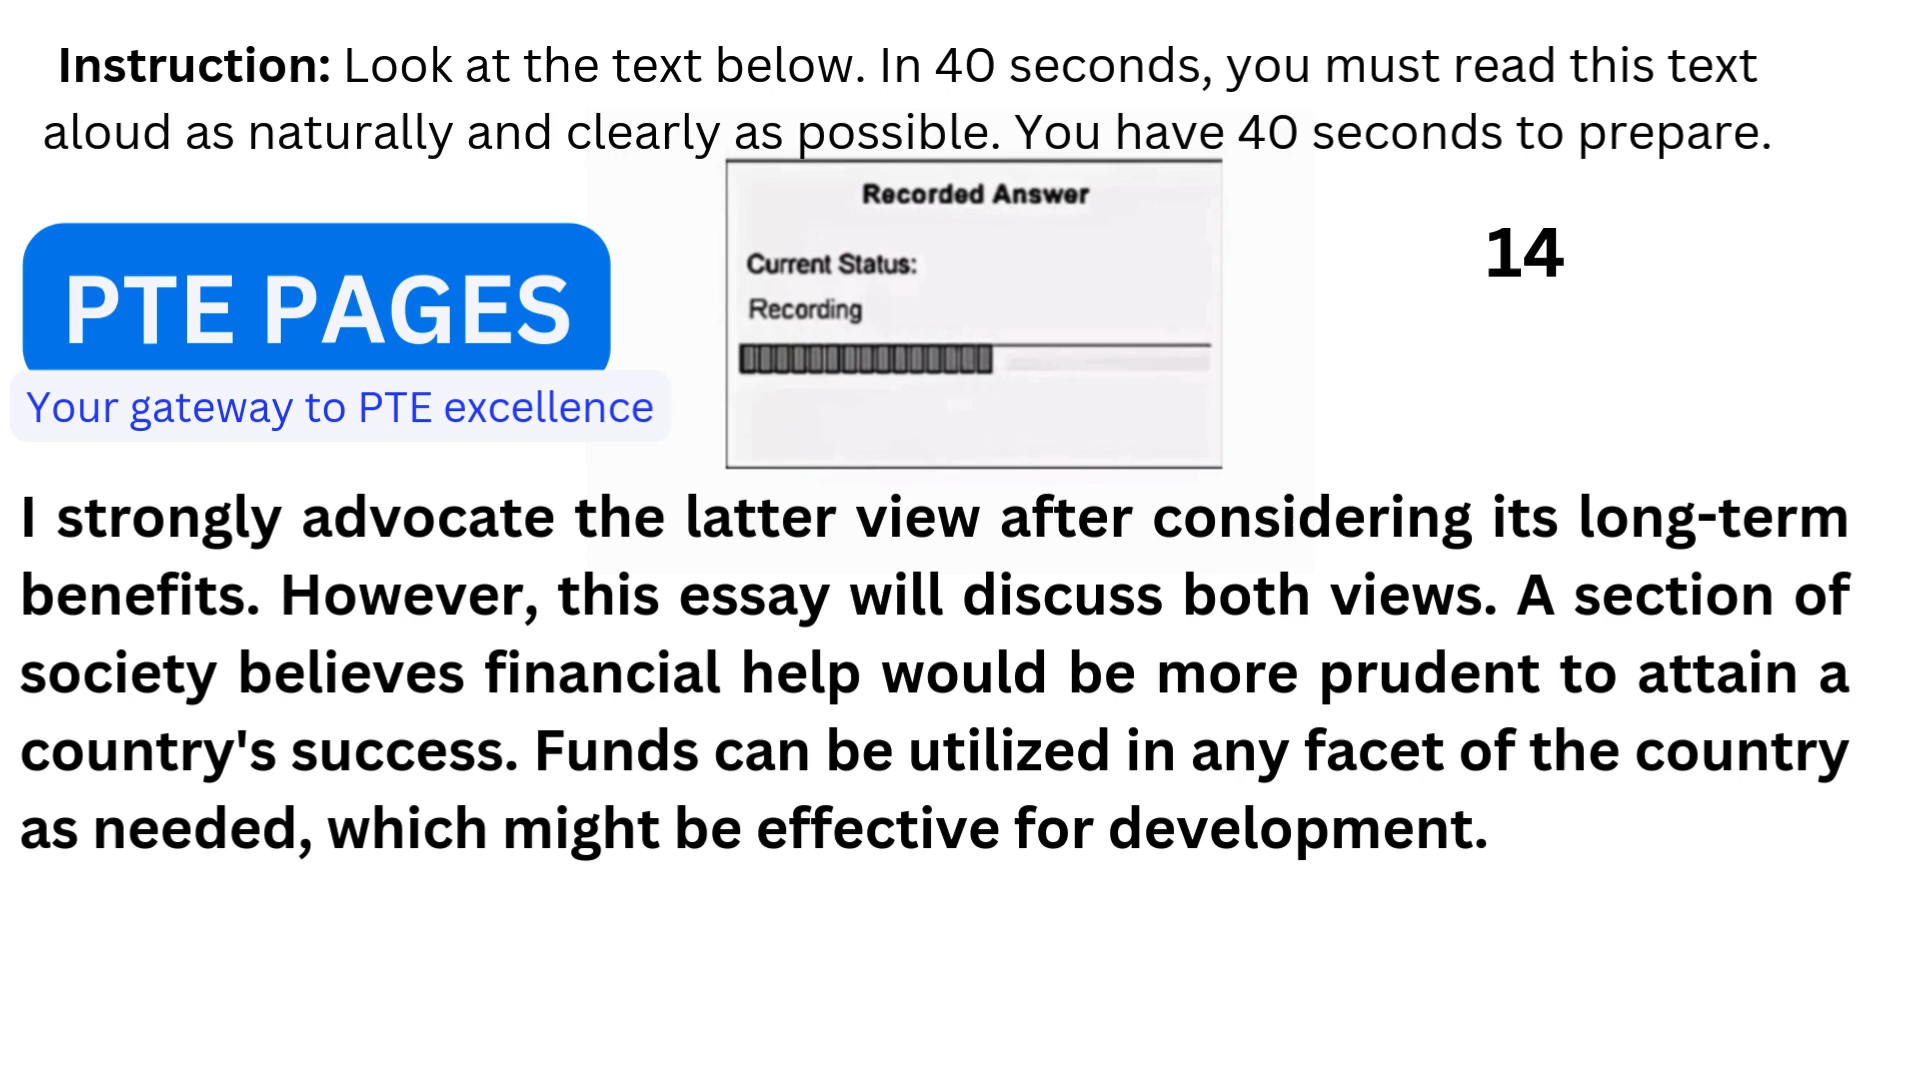 Instruction: Look at the text below. In 40 seconds, you must read this text
aloud as naturally and clearly as possible. You have 40 seconds to prepare.
Recorded Answer
Current Status:
Recording
14
PTE PAGES
Your gateway to PTE excellence
I strongly advocate the latter view after considering its long-term
benefits. However, this essay will discuss both views. A section of
society believes financial help would be more prudent to attain a
country's success. Funds can be utilized in any facet of the country
as needed, which might be effective for development.